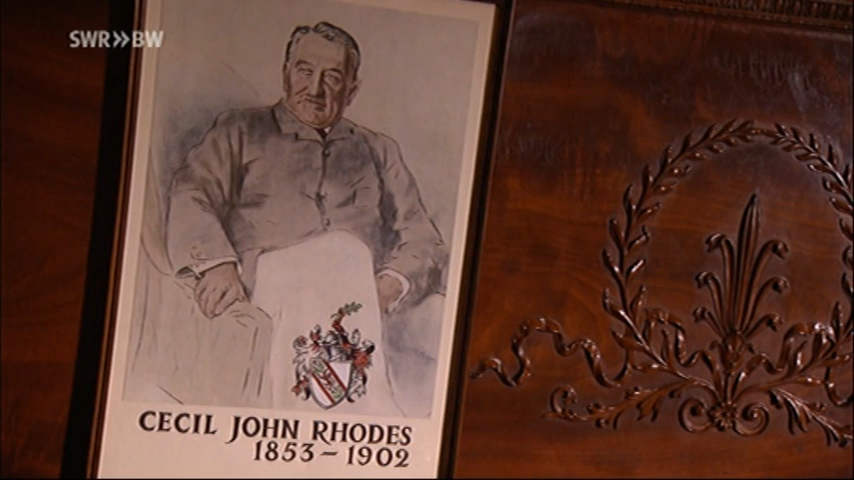 SWR»BW
CECIL JOHN RHODES
1853 – 1902